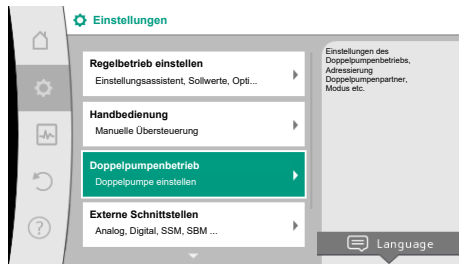 Einstellungen
Regelbetrieb einstellen
Einstellungsassistent, Sollwerte, Opti...
Handbedienung
Manuelle Übersteuerung
Doppelpumpenbetrieb
Doppelpumpe einstellen
Externe Schnittstellen
Analog, Digital, SSM, SBM ...
Einstellungen des
Doppelpumpenbetriebs,
Adressierung
Doppelpumpenpartner,
Modus etc.
Language